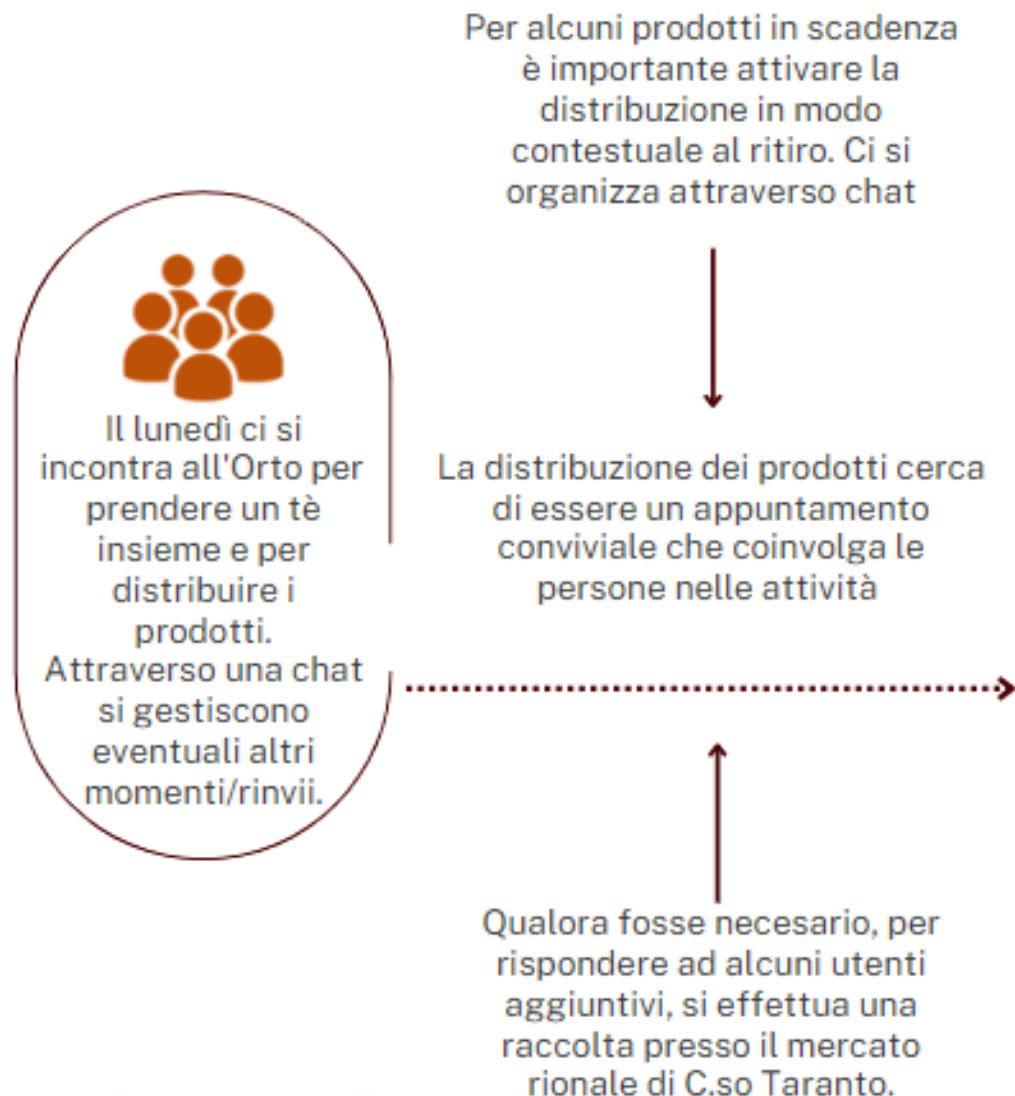 Per alcuni prodotti in scadenza
è importante attivare la
distribuzione in modo
contestuale al ritiro. Ci si
organizza attraverso chat
Il lunedì ci si
incontra all'Orto per
prendere un tè
insieme e per
distribuire i
prodotti.
Attraverso una chat
si gestiscono
eventuali altri
momenti/rinvii.
La distribuzione dei prodotti cerca
di essere un appuntamento
conviviale che coinvolga le
persone nelle attività
Qualora fosse necesario, per
rispondere ad alcuni utenti
aggiuntivi, si effettua una
raccolta presso il mercato
rionale di C.so Taranto.